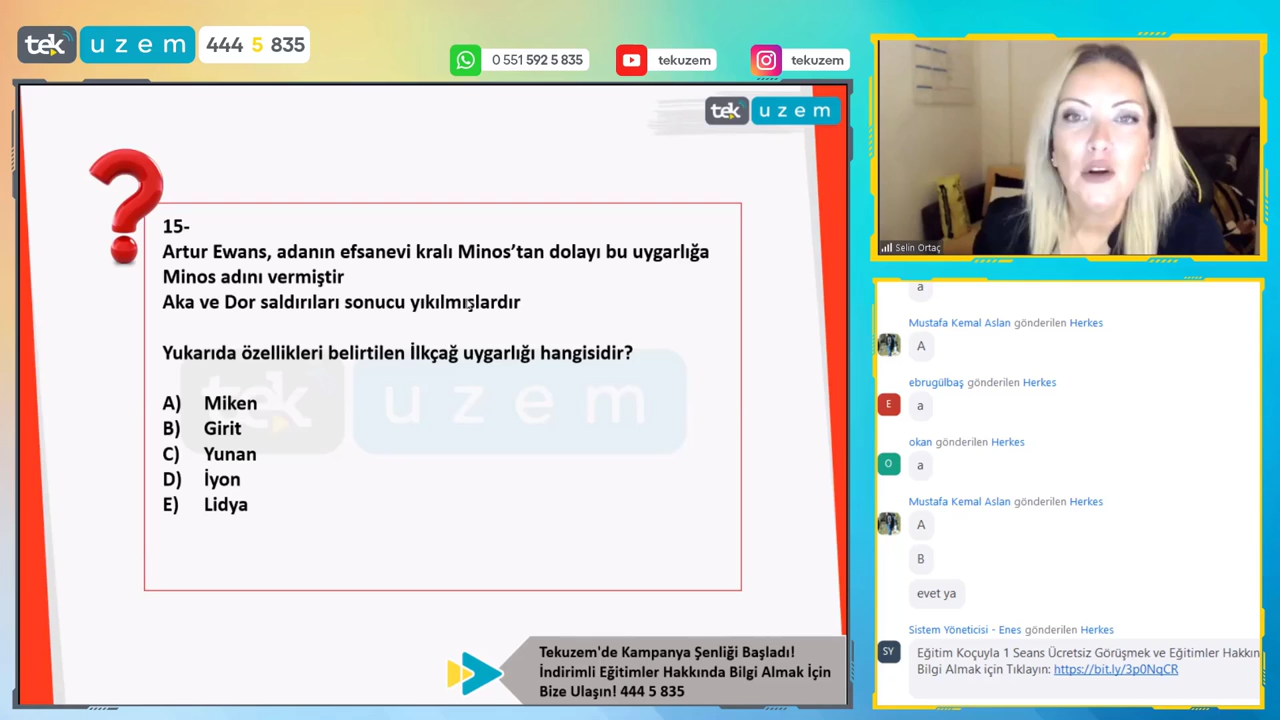 tek uzem 444 5 835
0 551 592 5 835
tekuzem
tekuzem
tek uzem
15-
Artur Ewans, adanın efsanevi kralı Minos’tan dolayı bu uygarlığa
Minos adını vermiştir
Aka ve Dor saldırıları sonucu yıkılmışlardır
Yukarıda özellikleri belirtilen İlkçağ uygarlığı hangisidir?
tek uzem
A) Miken
B) Girit
C) Yunan
D) İyon
E) Lidya
Tekuzem'de Kampanya Şenliği Başladı!
İndirimli Eğitimler Hakkında Bilgi Almak İçin
Bize Ulaşın! 444 5 835
Selin Ortaç
a
Mustafa Kemal Aslan gönderilen Herkes
A
ebrugülbaş gönderilen Herkes
E
a
okan gönderilen Herkes
O
a
Mustafa Kemal Aslan gönderilen Herkes
A
B
evet ya
Sistem Yöneticisi - Enes gönderilen Herkes
SY
Eğitim Koçuyla 1 Seans Ücretsiz Görüşmek ve Eğitimler Hakkın
Bilgi Almak için Tıklayın: https://bit.ly/3p0NqCR